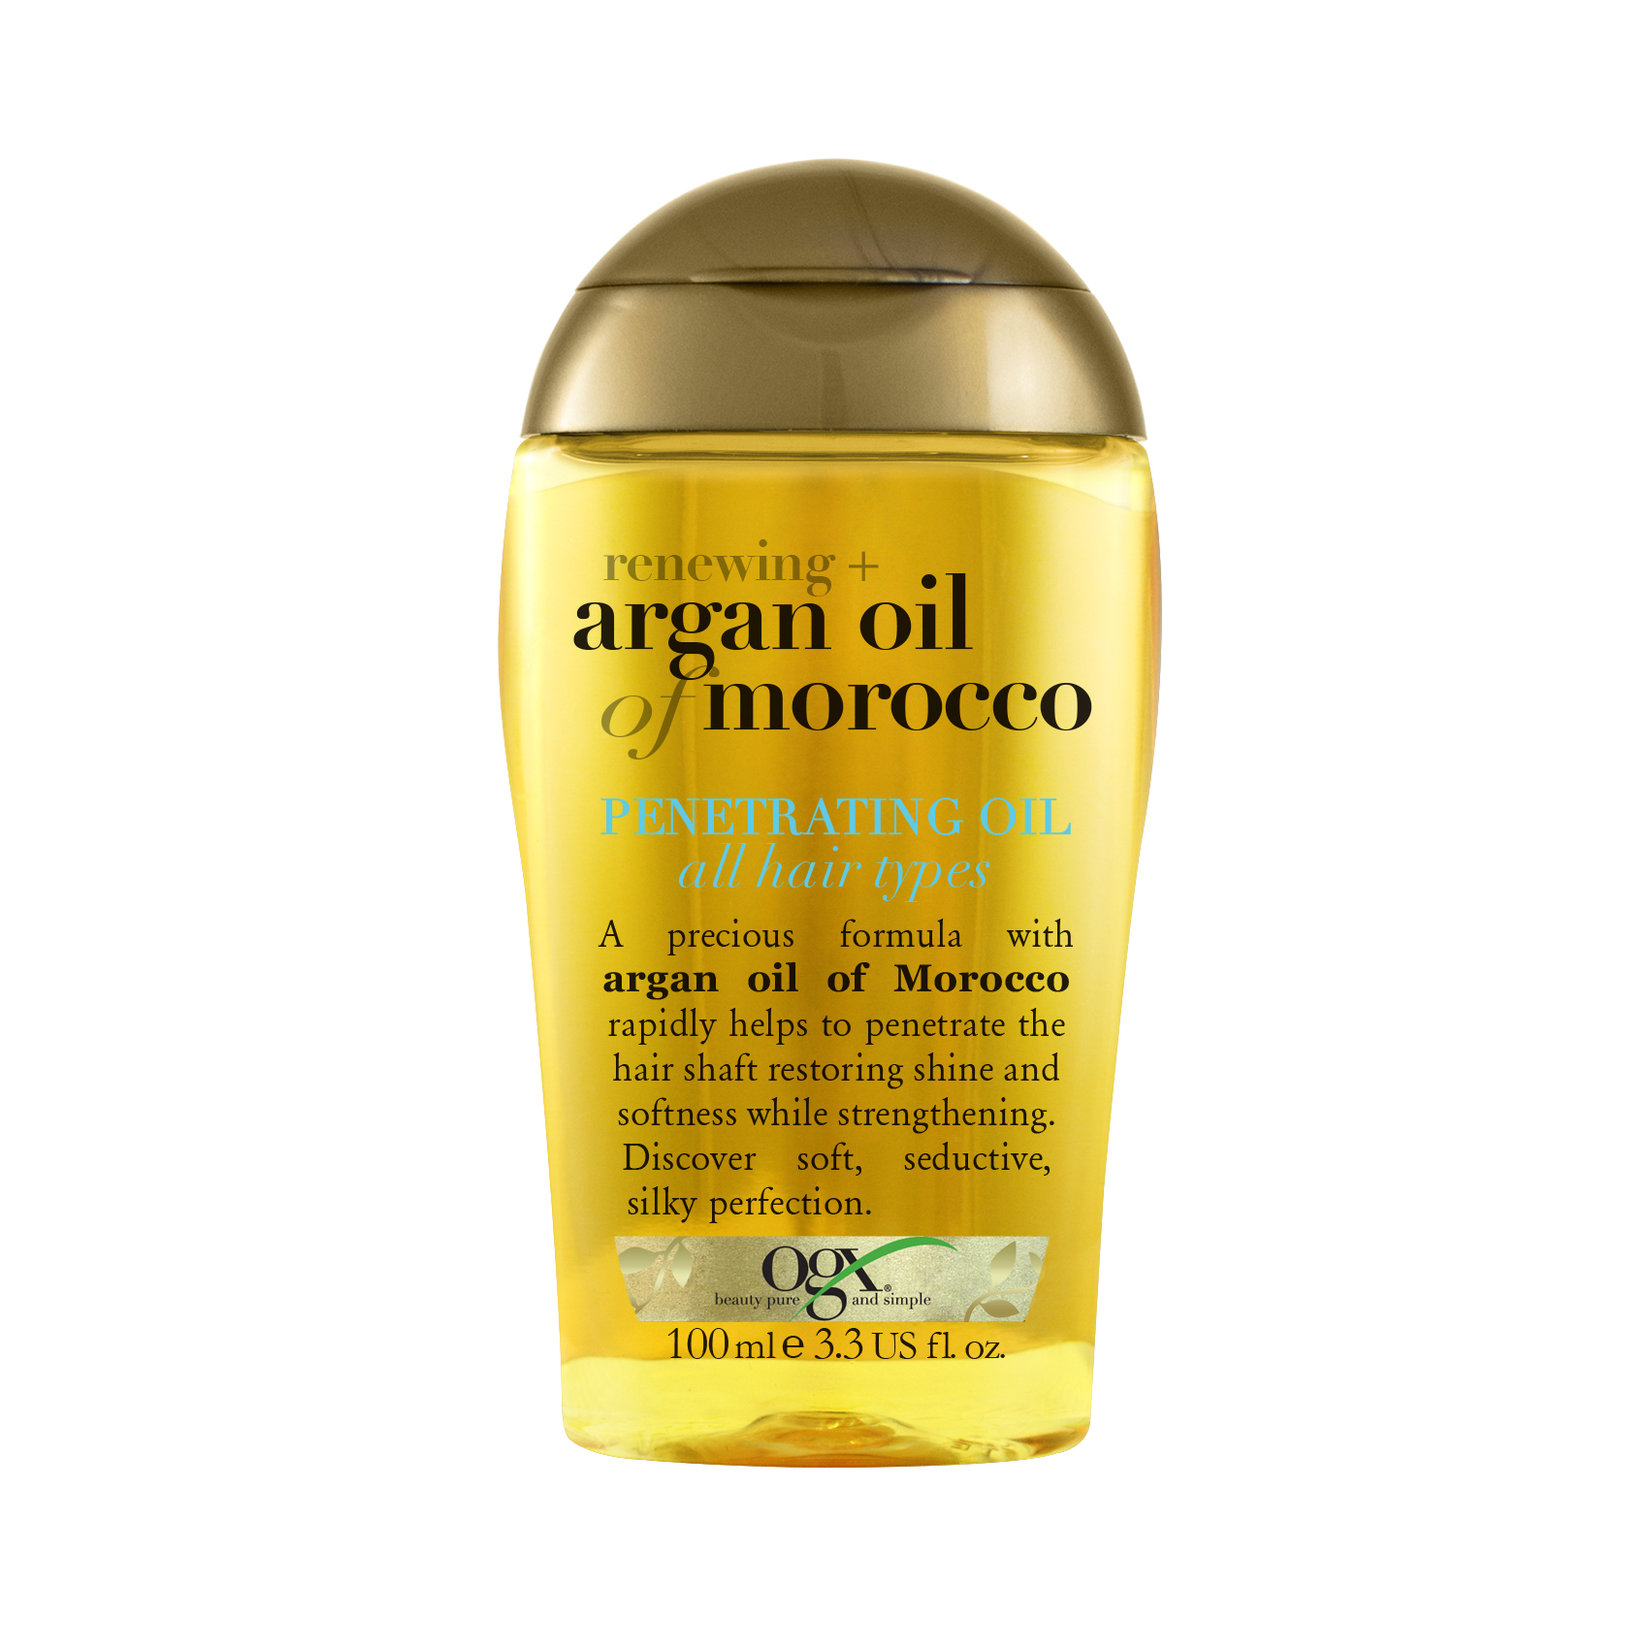 renewing +
argan oil
of morocco
PENETRATING OIL
all hair types
A precious formula with
argan oil of Morocco
rapidly helps to penetrate the
hair shaft restoring shine and
softness while strengthening.
Discover soft, seductive,
silky perfection.
ogx®
beauty pure and simple
100 ml e 3.3 US fl. oz.